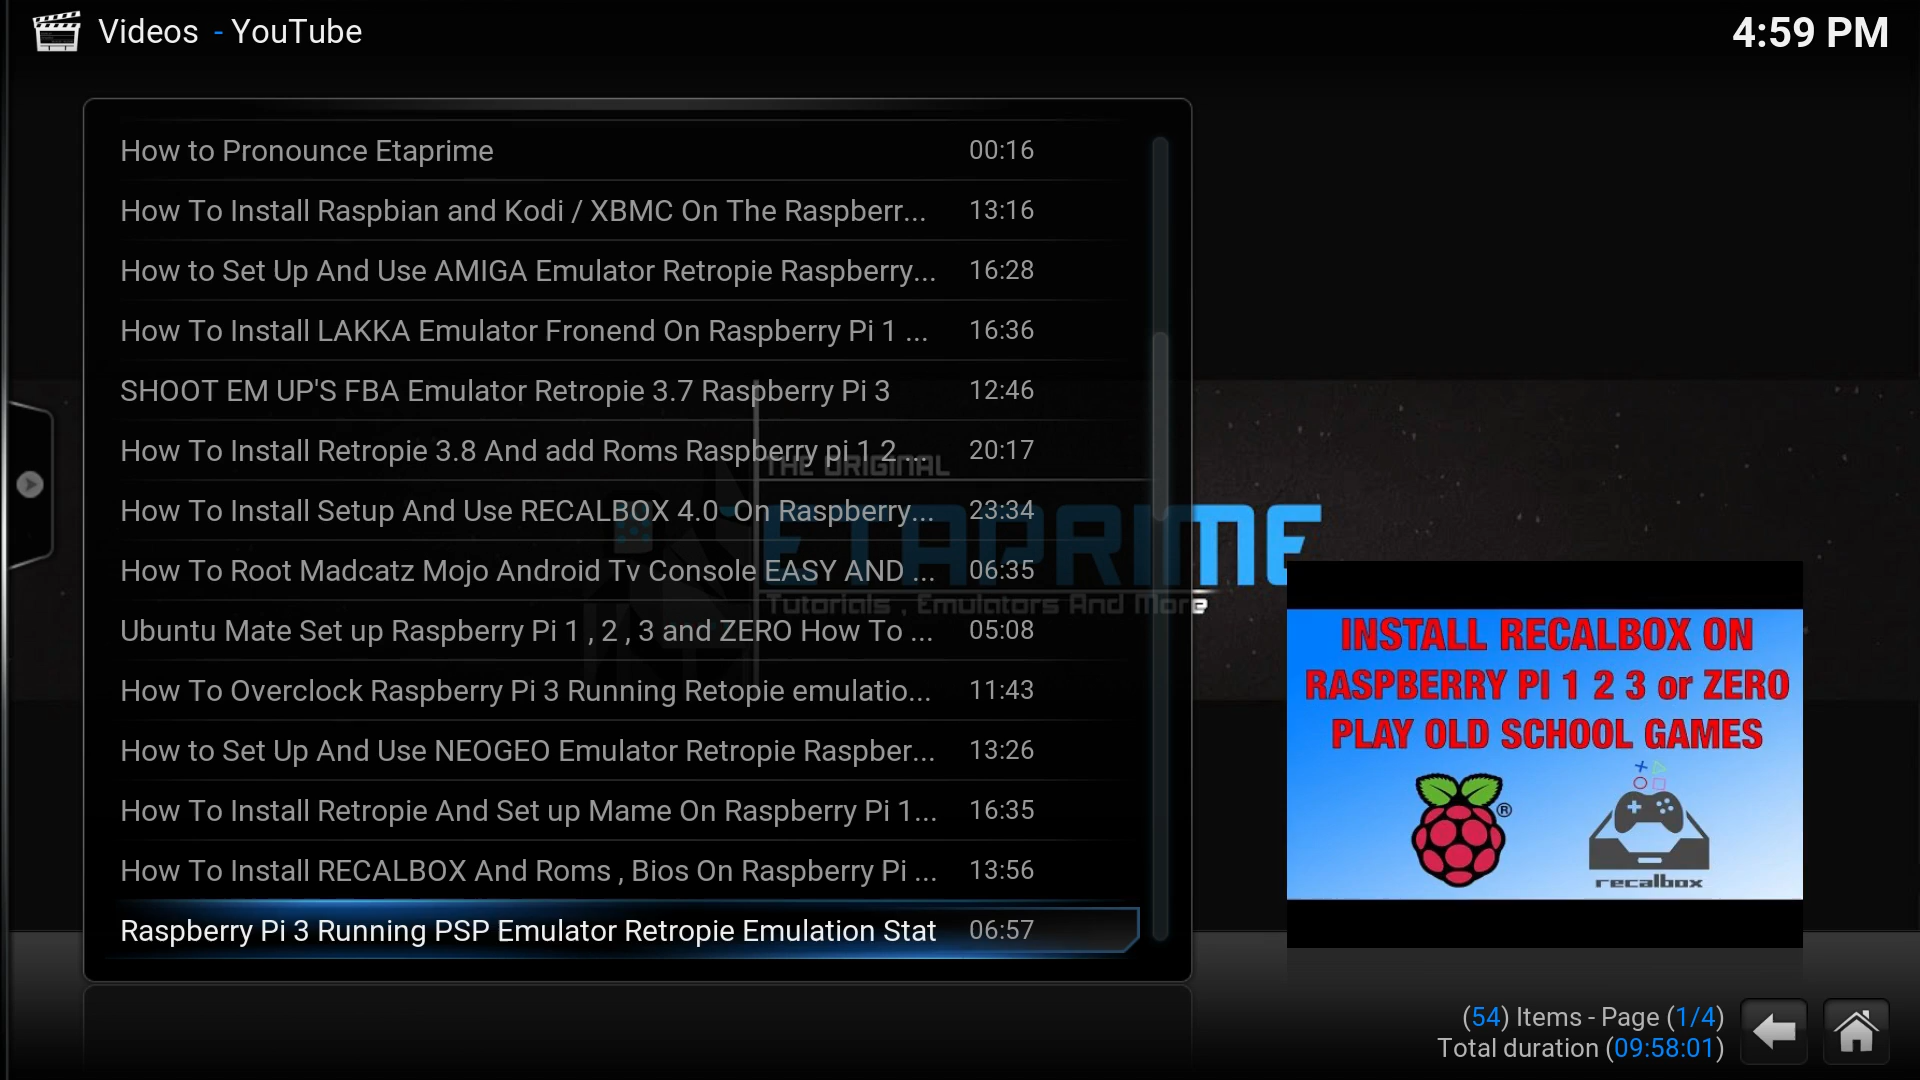 Videos - YouTube
4:59 PM
How to Pronounce Etaprime 00:16
How To Install Raspbian and Kodi / XBMC On The Raspberr... 13:16
How to Set Up And Use AMIGA Emulator Retropie Raspberry... 16:28
How To Install LAKKA Emulator Fronend On Raspberry Pi 1 ... 16:36
SHOOT EM UP'S FBA Emulator Retropie 3.7 Raspberry Pi 3 12:46
How To Install Retropie 3.8 And add Roms Raspberry pi 1 2 ... 20:17
How To Install Setup And Use RECALBOX 4.0 On Raspberry... 23:34
How To Root Madcatz Mojo Android Tv Console EASY AND ... 06:35
Ubuntu Mate Set up Raspberry Pi 1 , 2 , 3 and ZERO How To ... 05:08
How To Overclock Raspberry Pi 3 Running Retopie emulatio... 11:43
How to Set Up And Use NEOGEO Emulator Retropie Raspber... 13:26
How To Install Retropie And Set up Mame On Raspberry Pi 1... 16:35
How To Install RECALBOX And Roms , Bios On Raspberry Pi ... 13:56
Raspberry Pi 3 Running PSP Emulator Retropie Emulation Stat 06:57
THE ORIGINAL
ETAPRIME
Tutorials , Emulators And More
INSTALL RECALBOX ON
RASPBERRY PI 1 2 3 or ZERO
PLAY OLD SCHOOL GAMES
®
recalbox
(54) Items - Page (1/4)
Total duration (09:58:01)